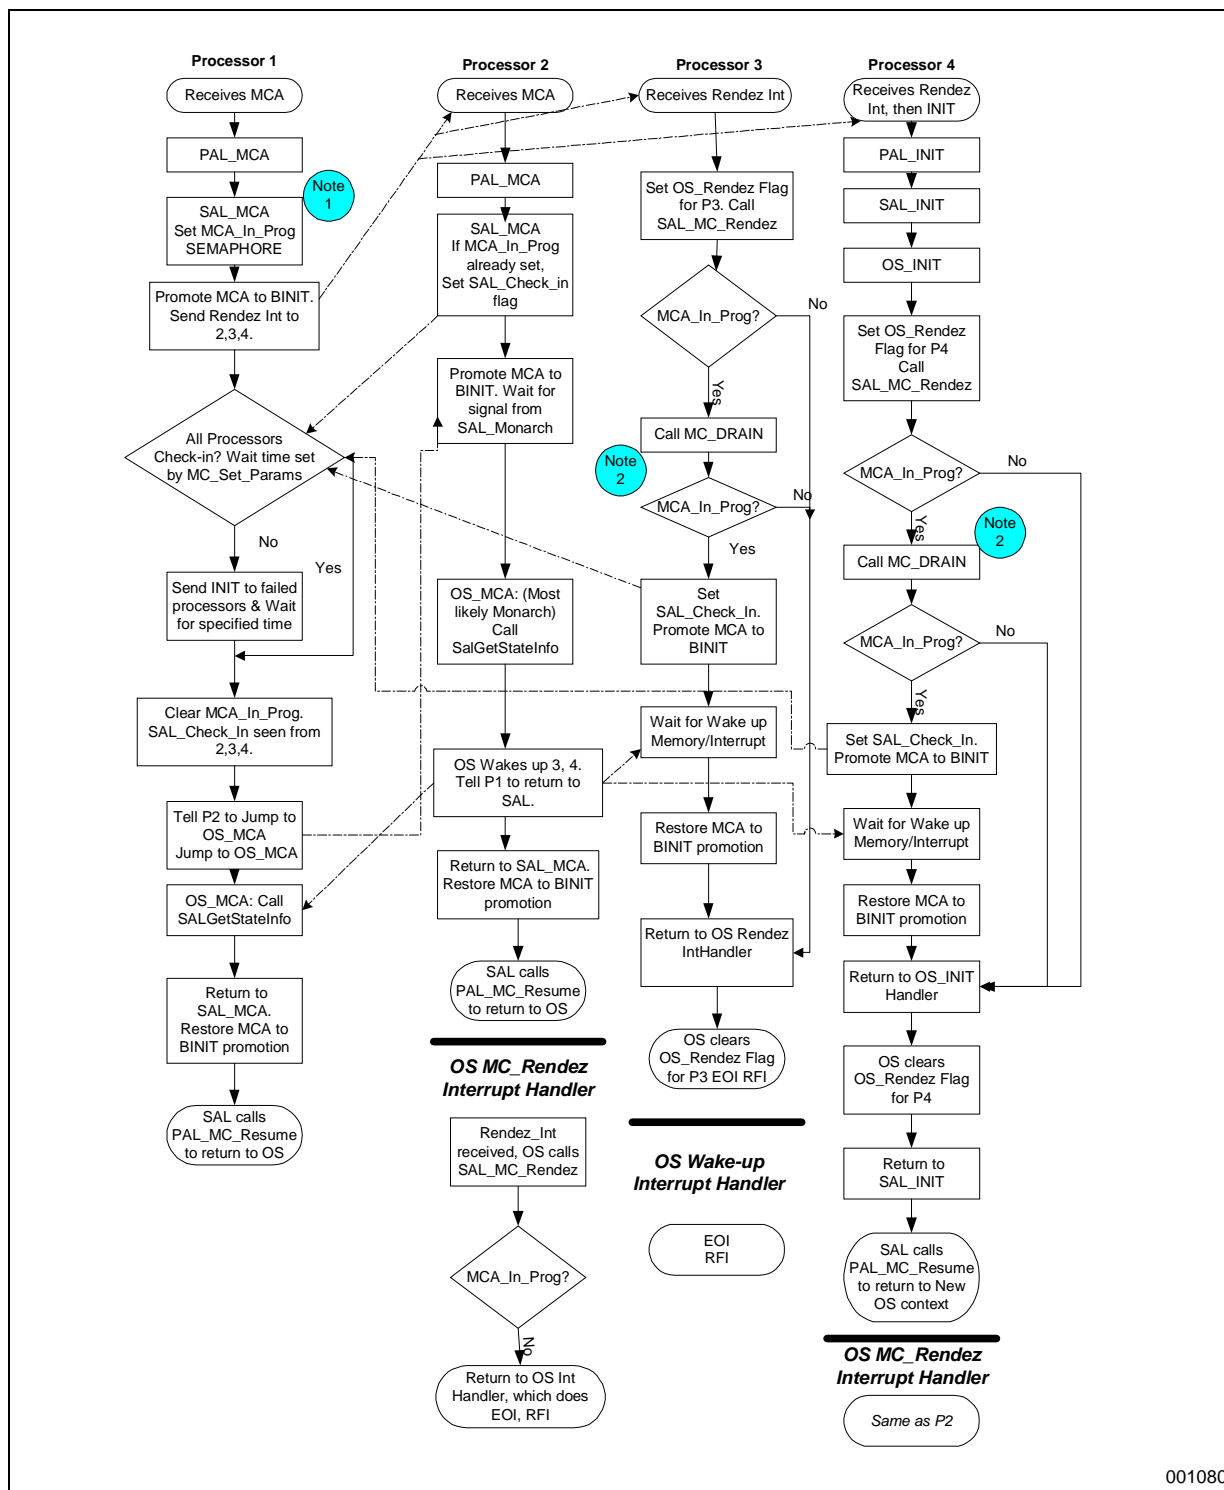 Processor 1
Receives MCA
PAL_MCA
Note
1
SAL_MCA
Set MCA_In_Prog
SEMAPHORE
Promote MCA to BINIT.
Send Rendez Int to
2,3,4.
All Processors
Check-in? Wait time set
by MC_Set_Params
No
Yes
Send INIT to failed
processors & Wait
for specified time
Clear MCA_In_Prog.
SAL_Check_In seen from
2,3,4.
Tell P2 to Jump to
OS_MCA
Jump to OS_MCA
OS_MCA: Call
SALGetStateInfo
Return to
SAL_MCA.
Restore MCA to
BINIT promotion
SAL calls
PAL_MC_Resume
to return to OS
Processor 2
Receives MCA
PAL_MCA
SAL_MCA
If MCA_In_Prog
already set,
Set SAL_Check_in
flag
Promote MCA to
BINIT. Wait for
signal from
SAL_Monarch
OS_MCA: (Most
likely Monarch)
Call
SalGetStateInfo
OS Wakes up 3, 4.
Tell P1 to return to
SAL.
Return to SAL_MCA.
Restore MCA to BINIT
promotion
SAL calls
PAL_MC_Resume
to return to OS
OS MC_Rendez
Interrupt Handler
Rendez_Int
received, OS calls
SAL_MC_Rendez
MCA_In_Prog?
No
Return to OS Int
Handler, which does
EOI, RFI
Processor 3
Receives Rendez Int
Set OS_Rendez Flag
for P3. Call
SAL_MC_Rendez
MCA_In_Prog?
No
Yes
Call MC_DRAIN
Note
2
MCA_In_Prog?
No
Yes
Set
SAL_Check_In.
Promote MCA to
BINIT
Wait for Wake up
Memory/Interrupt
Restore MCA to
BINIT promotion
Return to OS Rendez
IntHandler
OS clears
OS_Rendez Flag
for P3 EOI RFI
OS Wake-up
Interrupt Handler
EOI
RFI
Processor 4
Receives Rendez
Int, then INIT
PAL_INIT
SAL_INIT
OS_INIT
Set OS_Rendez
Flag for P4
Call
SAL_MC_Rendez
MCA_In_Prog?
No
Yes
Note
2
Call MC_DRAIN
MCA_In_Prog?
No
Yes
Set SAL_Check_In.
Promote MCA to BINIT
Wait for Wake up
Memory/Interrupt
Restore MCA to
BINIT promotion
Return to OS_INIT
Handler
OS clears
OS_Rendez Flag
for P4
Return to
SAL_INIT
SAL calls
PAL_MC_Resume
to return to New
OS context
OS MC_Rendez
Interrupt Handler
Same as P2
001080